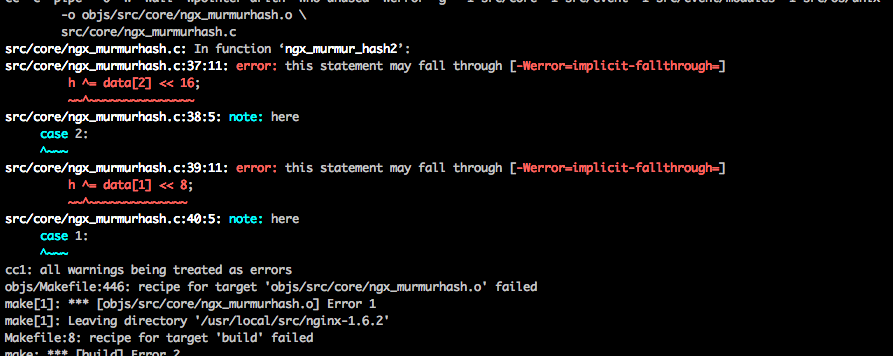 -o objs/src/core/ngx_murmurhash.o \
src/core/ngx_murmurhash.c
src/core/ngx_murmurhash.c: In function ‘ngx_murmur_hash2’:
src/core/ngx_murmurhash.c:37:11: error: this statement may fall through [-Werror=implicit-fallthrough=]
h ^= data[2] << 16;
~~^~~~~~~~~~~~~~~~
src/core/ngx_murmurhash.c:38:5: note: here
case 2:
^~~~
src/core/ngx_murmurhash.c:39:11: error: this statement may fall through [-Werror=implicit-fallthrough=]
h ^= data[1] << 8;
~~^~~~~~~~~~~~~~~
src/core/ngx_murmurhash.c:40:5: note: here
case 1:
^~~~
cc1: all warnings being treated as errors
objs/Makefile:446: recipe for target 'objs/src/core/ngx_murmurhash.o' failed
make[1]: *** [objs/src/core/ngx_murmurhash.o] Error 1
make[1]: Leaving directory '/usr/local/src/nginx-1.6.2'
Makefile:8: recipe for target 'build' failed
make: *** [build] Error 2